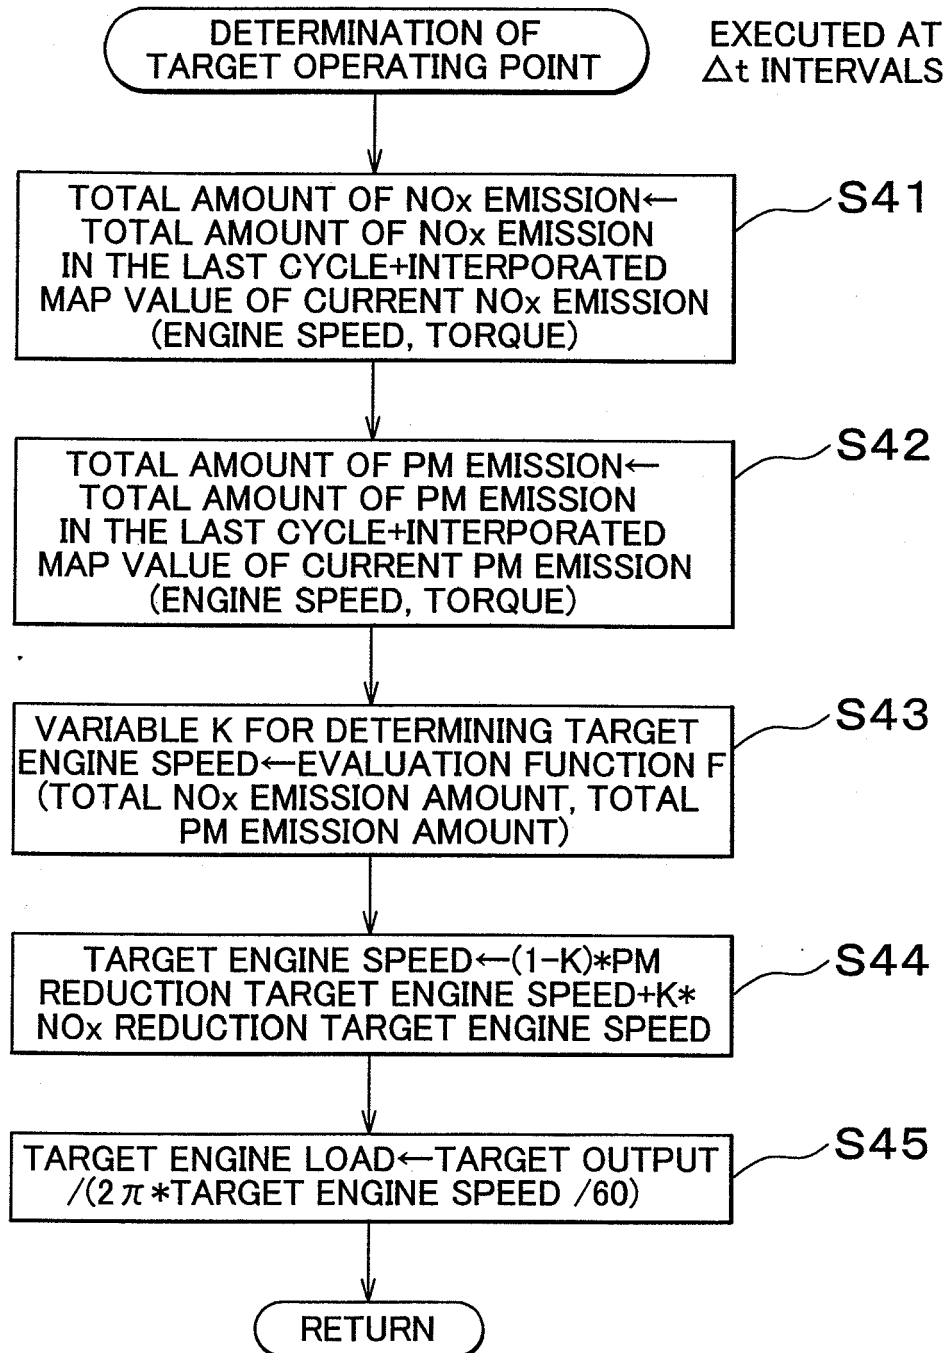 DETERMINATION OF
TARGET OPERATING POINT
EXECUTED AT
Δt INTERVALS
TOTAL AMOUNT OF NOx EMISSION←
TOTAL AMOUNT OF NOx EMISSION
IN THE LAST CYCLE+INTERPORATED
MAP VALUE OF CURRENT NOx EMISSION
(ENGINE SPEED, TORQUE)
S41
TOTAL AMOUNT OF PM EMISSION←
TOTAL AMOUNT OF PM EMISSION
IN THE LAST CYCLE+INTERPORATED
MAP VALUE OF CURRENT PM EMISSION
(ENGINE SPEED, TORQUE)
S42
VARIABLE K FOR DETERMINING TARGET
ENGINE SPEED←EVALUATION FUNCTION F
(TOTAL NOx EMISSION AMOUNT, TOTAL
PM EMISSION AMOUNT)
S43
TARGET ENGINE SPEED←(1-K)*PM
REDUCTION TARGET ENGINE SPEED+K*
NOx REDUCTION TARGET ENGINE SPEED
S44
TARGET ENGINE LOAD←TARGET OUTPUT
/(2π*TARGET ENGINE SPEED /60)
S45
RETURN